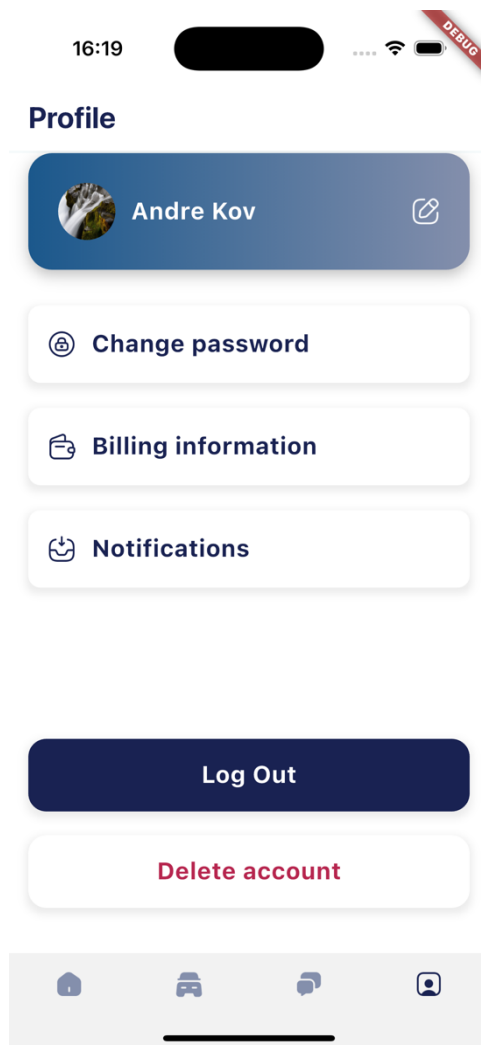 16:19
DEBUG
Profile
Andre Kov
Change password
Billing information
Notifications
Log Out
Delete account